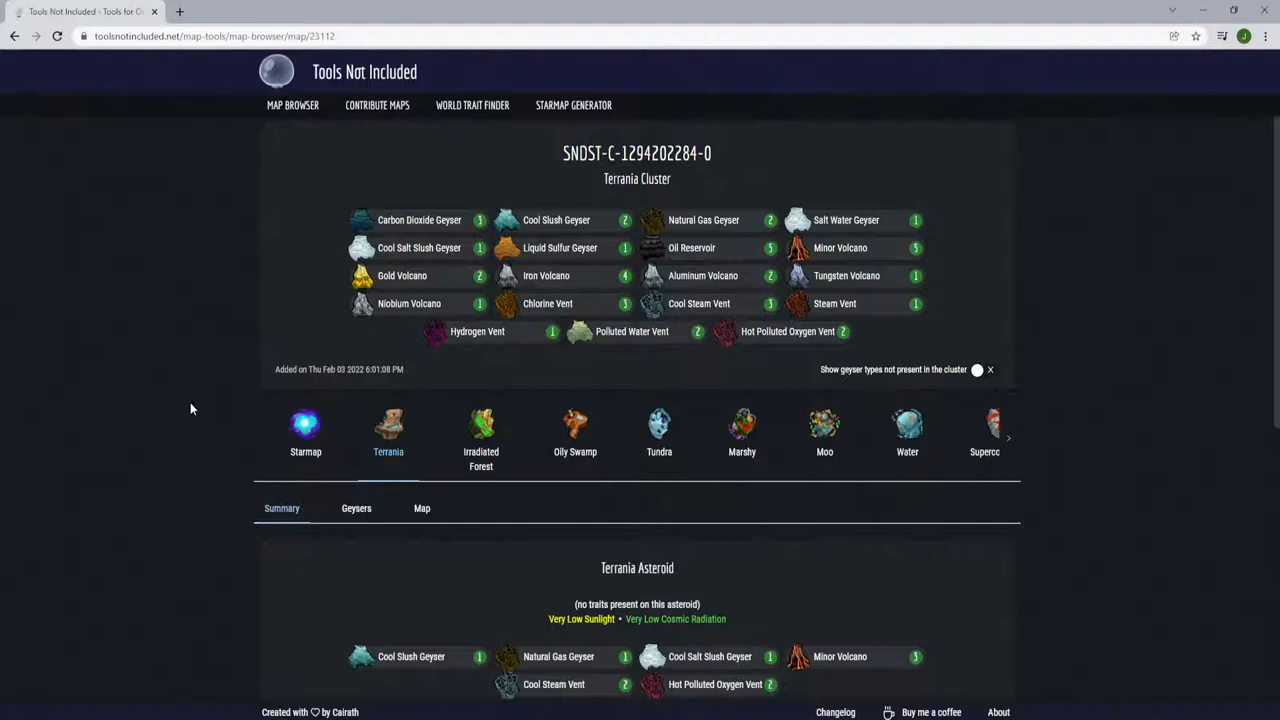 Tools Not Included - Tools for O
toolsnotincluded.net/map-tools/map-browser/map/23112
J
Tools Not Included
MAP BROWSER CONTRIBUTE MAPS WORLD TRAIT FINDER STARMAP GENERATOR
SNDST-C-1294202284-0
Terrania Cluster
Carbon Dioxide Geyser 3 Cool Slush Geyser 2 Natural Gas Geyser 2 Salt Water Geyser 1
Cool Salt Slush Geyser 1 Liquid Sulfur Geyser 1 Oil Reservoir 5 Minor Volcano 5
Gold Volcano 2 Iron Volcano 4 Aluminum Volcano 2 Tungsten Volcano 1
Niobium Volcano 1 Chlorine Vent 3 Cool Steam Vent 3 Steam Vent 1
Hydrogen Vent 1 Polluted Water Vent 2 Hot Polluted Oxygen Vent 2
Added on Thu Feb 03 2022 6:01:08 PM Show geyser types not present in the cluster X
Starmap Terrania Irradiated Oily Swamp Tundra Marshy Moo Water Supercc
Forest
Summary Geysers Map
Terrania Asteroid
(no traits present on this asteroid)
Very Low Sunlight • Very Low Cosmic Radiation
Cool Slush Geyser 1 Natural Gas Geyser 1 Cool Salt Slush Geyser 1 Minor Volcano 3
Cool Steam Vent 2 Hot Polluted Oxygen Vent 2
Created with ♡ by Cairath Changelog Buy me a coffee About